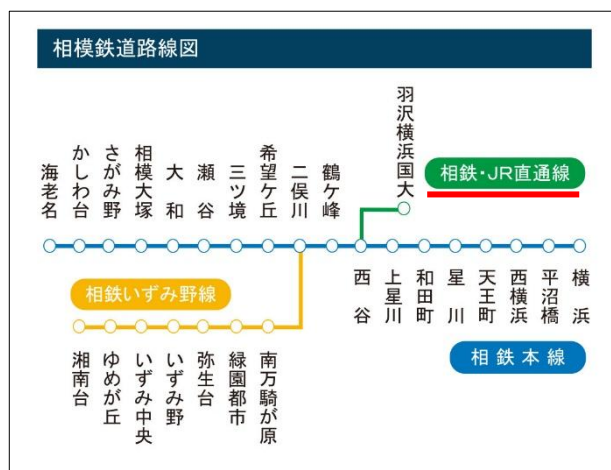 相模鉄道路線図
海老名
かしわ台
さがみ野
相模大塚
大和
瀬谷
三ツ境
希望ケ丘
二俣川
鶴ケ峰
羽沢横浜国大
相鉄・JR直通線
西谷
上星川
和田町
星川
天王町
西横浜
平沼橋
横浜
相鉄いずみ野線
相鉄本線
湘南台
ゆめが丘
いずみ中央
いずみ野
弥生台
緑園都市
南万騎が原